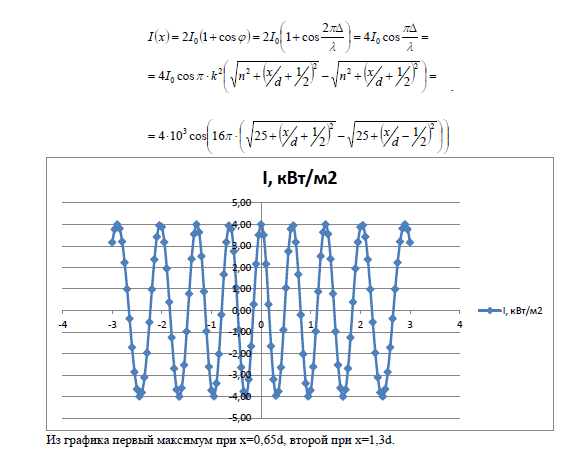 I(x) = 2I₀(1 + cos φ) = 2I₀(1 + cos 2πΔ/λ) = 4I₀ cos πΔ/λ =
= 4I₀ cos π · k²(√(n² + (x/d + 1/2)²) − √(n² + (x/d + 1/2)²)) = .
= 4 · 10³ cos(16π · (√(25 + (x/d + 1/2)²) − √(25 + (x/d − 1/2)²)))
I, кВт/м2
5,00
4,00
3,00
2,00
1,00
0,00
-1,00
-2,00
-3,00
-4,00
-5,00
-4 -3 -2 -1 0 1 2 3 4
I, кВт/м2
Из графика первый максимум при x=0,65d, второй при x=1,3d.